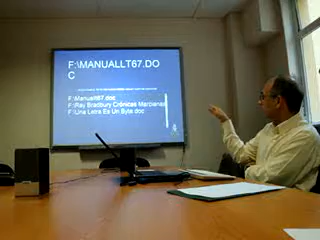 F:\MANUALLT67.DO
C
F:\Manuallt67.doc
F:\Ray Bradbury Crónicas Marcianas
F:\Una Letra Es Un Byte.doc